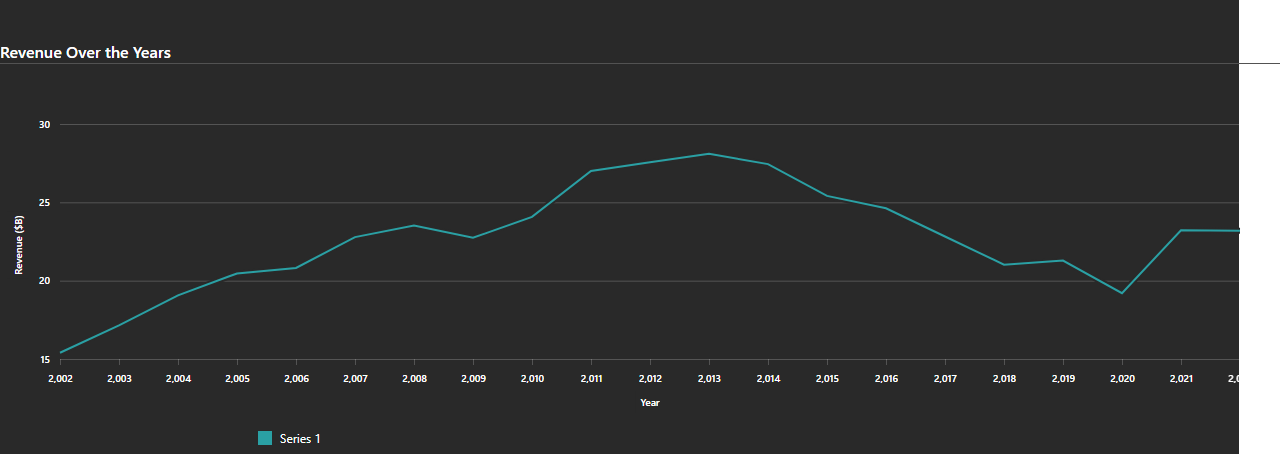 Revenue Over the Years
30
25
20
15
Revenue ($B)
2,002 2,003 2,004 2,005 2,006 2,007 2,008 2,009 2,010 2,011 2,012 2,013 2,014 2,015 2,016 2,017 2,018 2,019 2,020 2,021
Year
Series 1